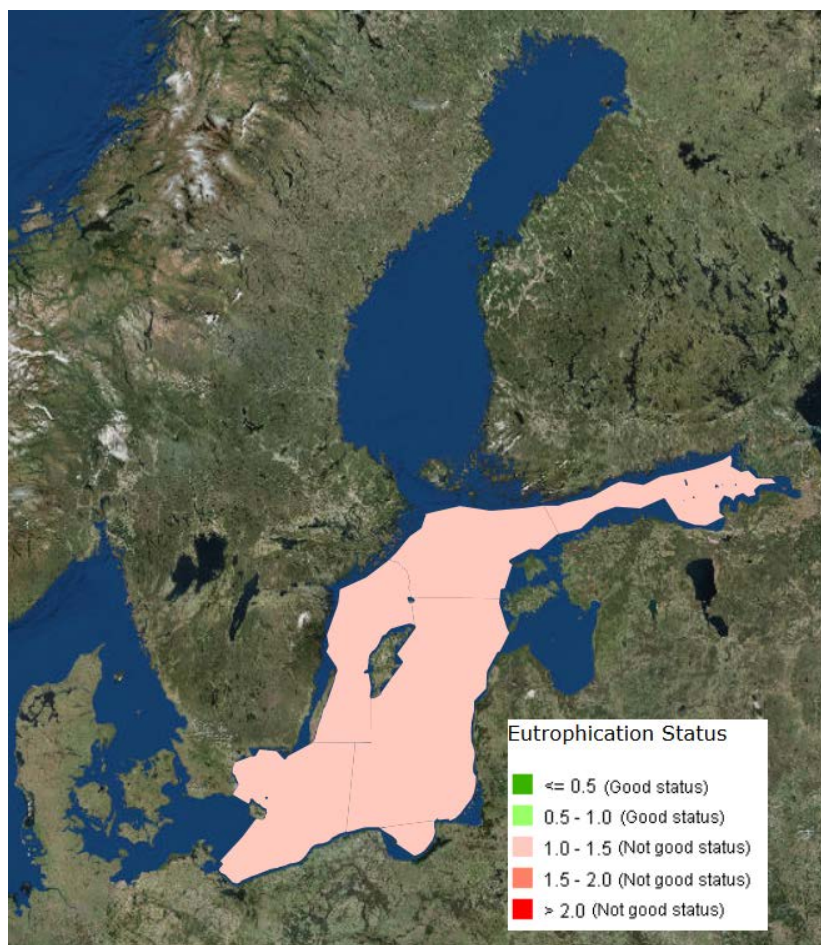 Eutrophication Status
<= 0.5 (Good status)
0.5 - 1.0 (Good status)
1.0 - 1.5 (Not good status)
1.5 - 2.0 (Not good status)
> 2.0 (Not good status)